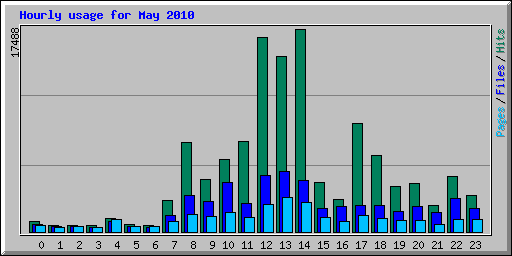 Hourly usage for May 2010
17488
Pages/Files/Hits
0 1 2 3 4 5 6 7 8 9 10 11 12 13 14 15 16 17 18 19 20 21 22 23